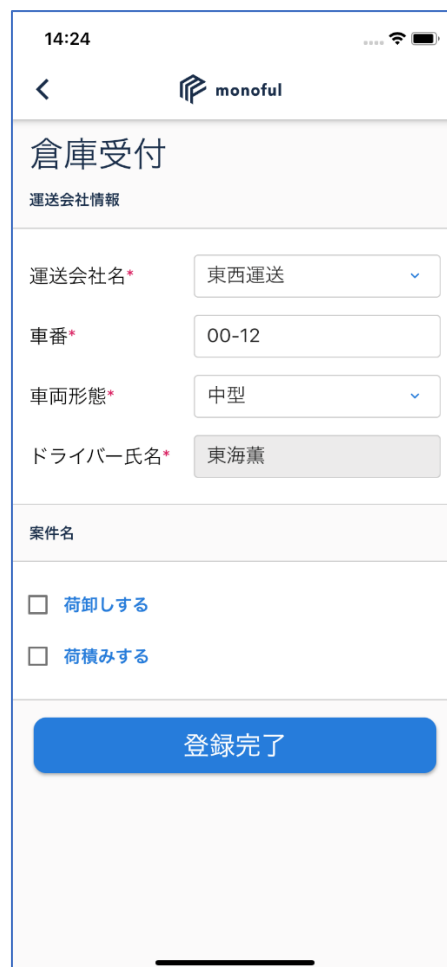 14:24
monoful
倉庫受付
運送会社情報
運送会社名* 東西運送
車番* 00-12
車両形態* 中型
ドライバー氏名* 東海薫
案件名
荷卸しする
荷積みする
登録完了